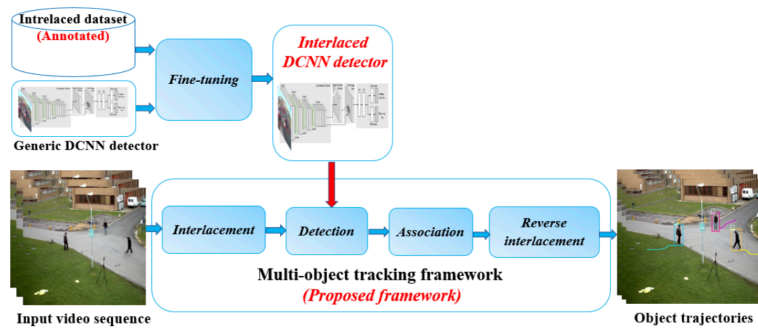 Intrelaced dataset
(Annotated)
Generic DCNN detector
Fine-tuning
Interlaced
DCNN detector
Interlacement
Detection
Association
Reverse
interlacement
Multi-object tracking framework
(Proposed framework)
Input video sequence
Object trajectories